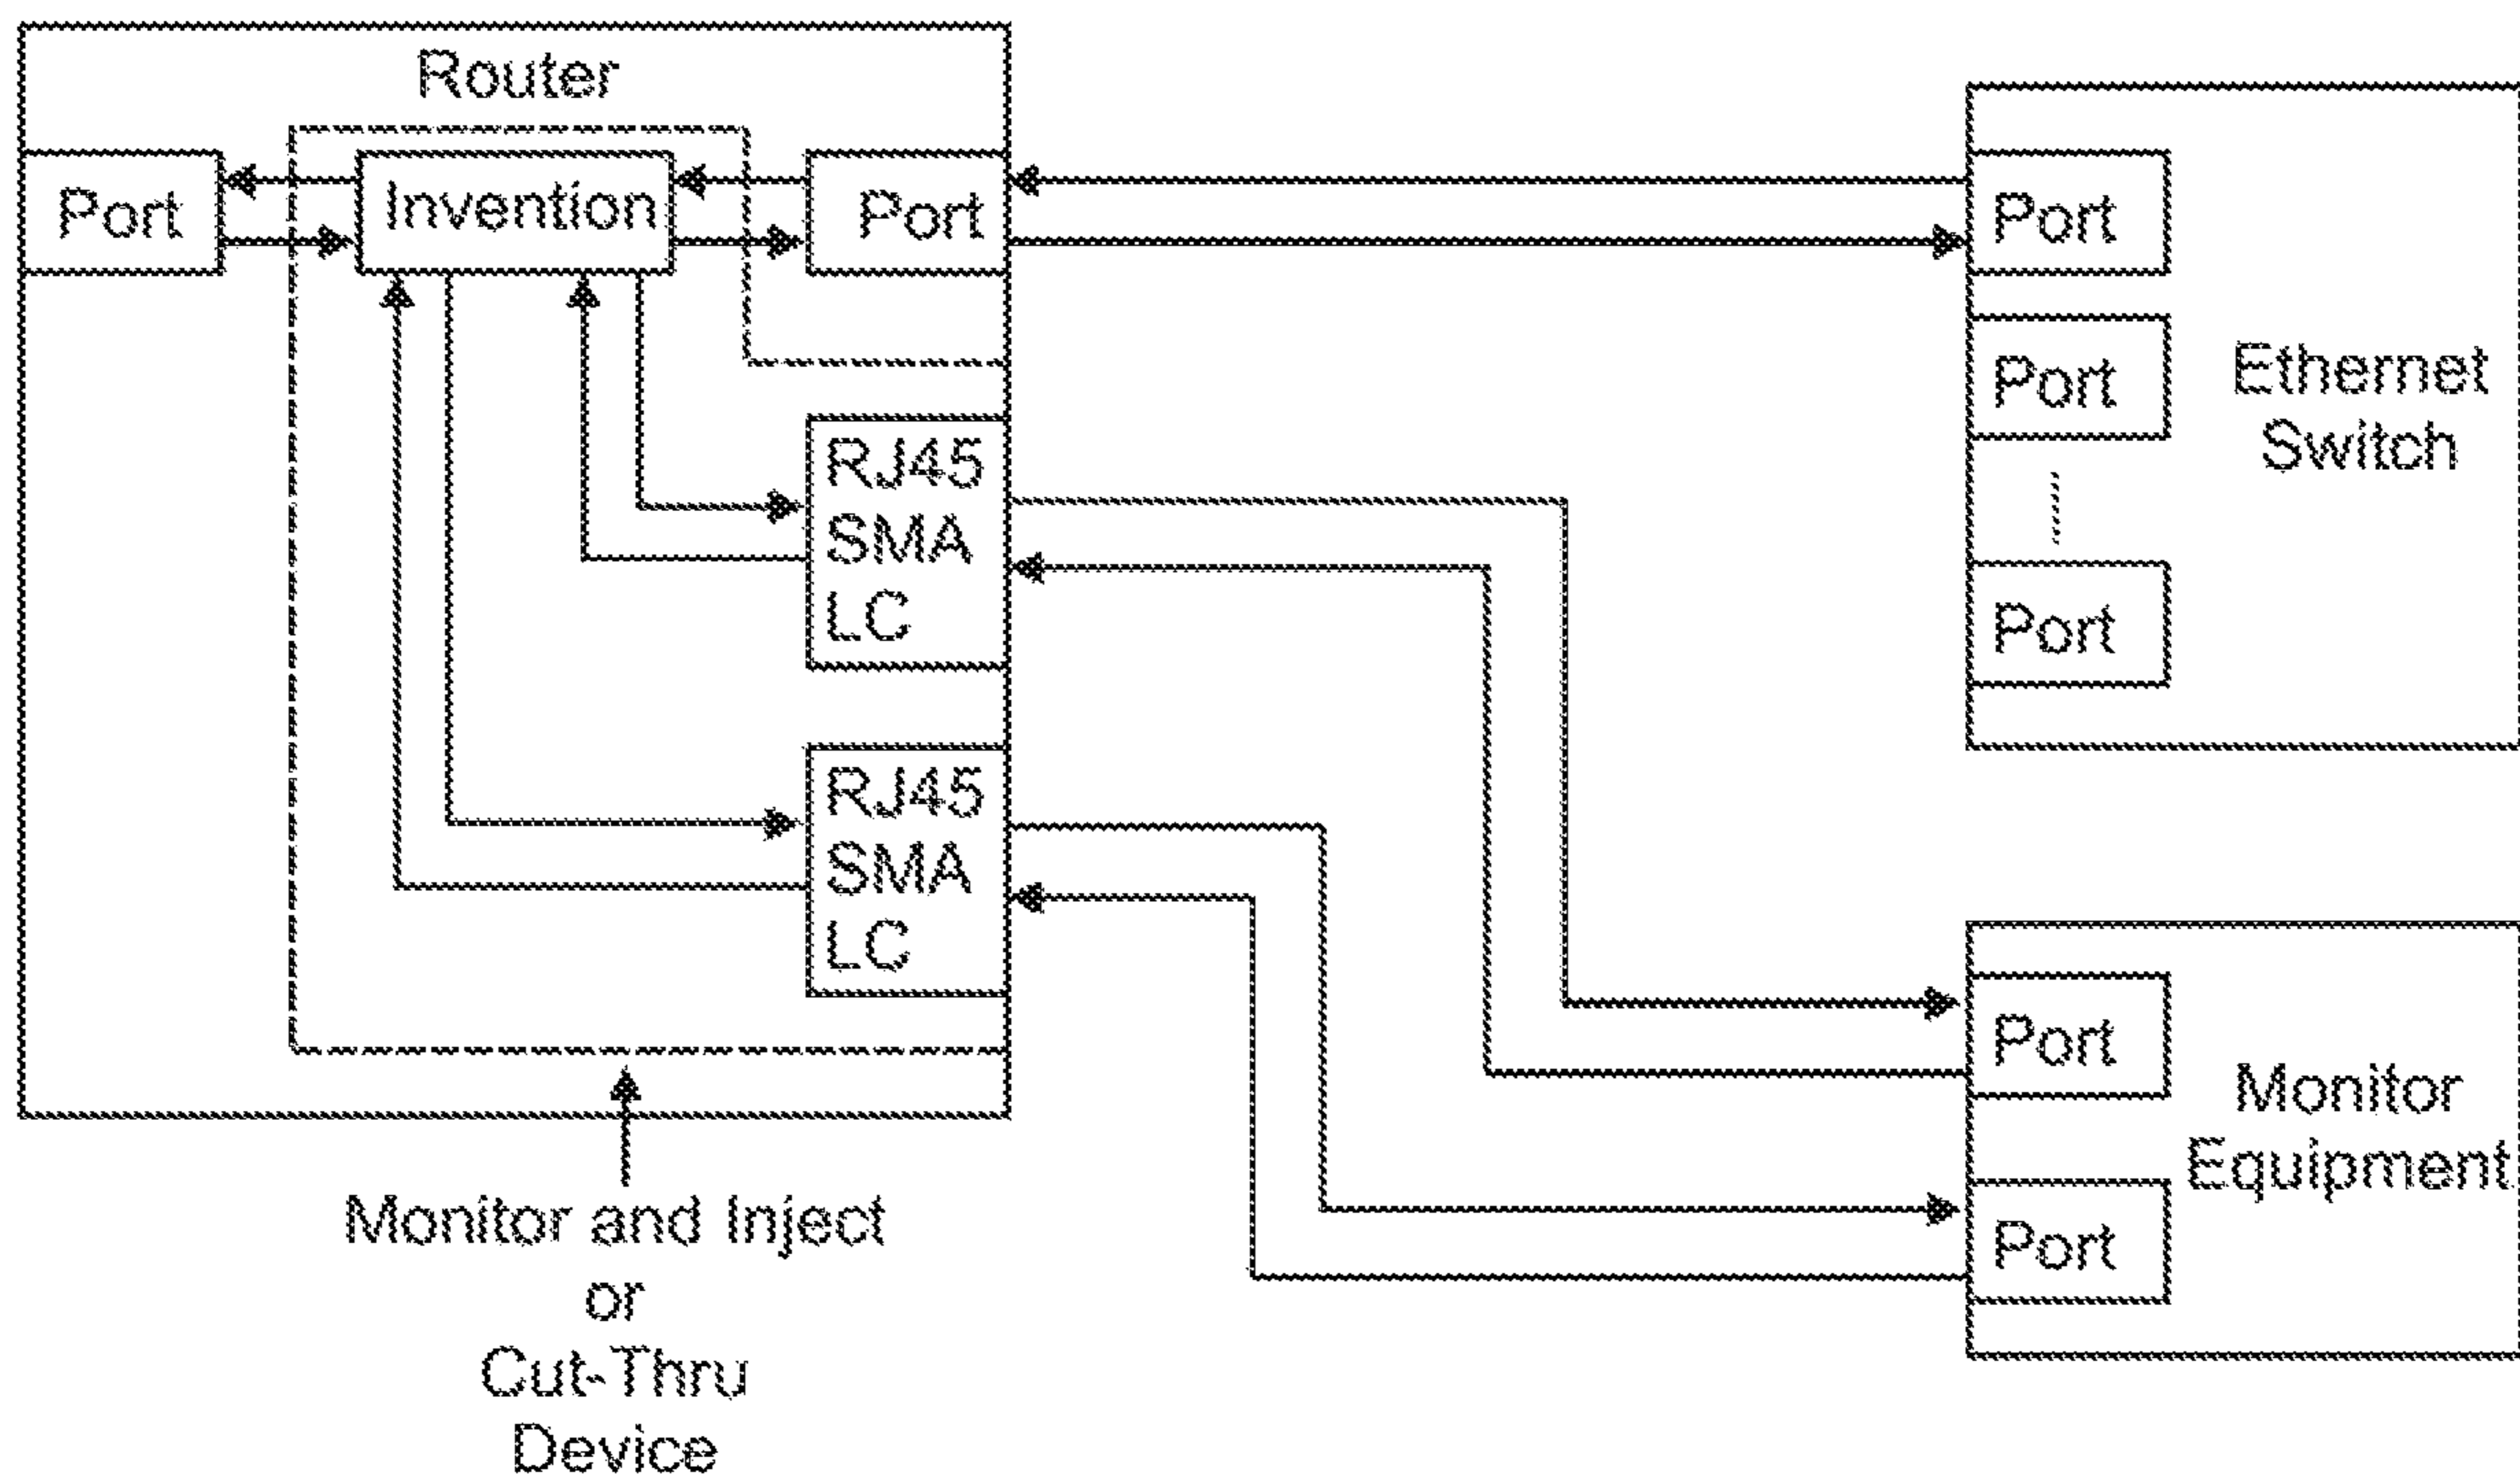 Router
Port
Invention
Port
RJ45
SMA
LC
RJ45
SMA
LC
Monitor and Inject
or
Cut-Thru
Device
Port
Port
Port
Ethernet
Switch
Port
Port
Monitor
Equipment